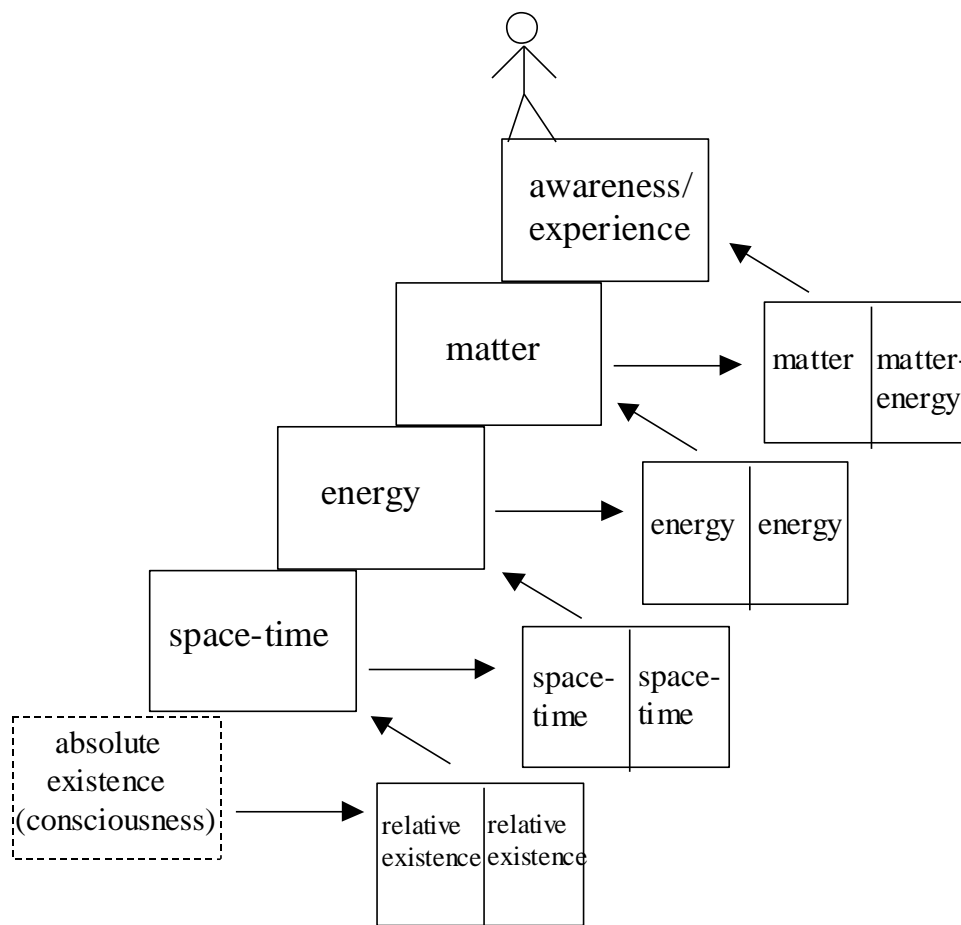 awareness/
experience
matter
matter
matter-
energy
energy
energy
energy
space-time
space-
time
space-
time
absolute
existence
(consciousness)
relative
existence
relative
existence